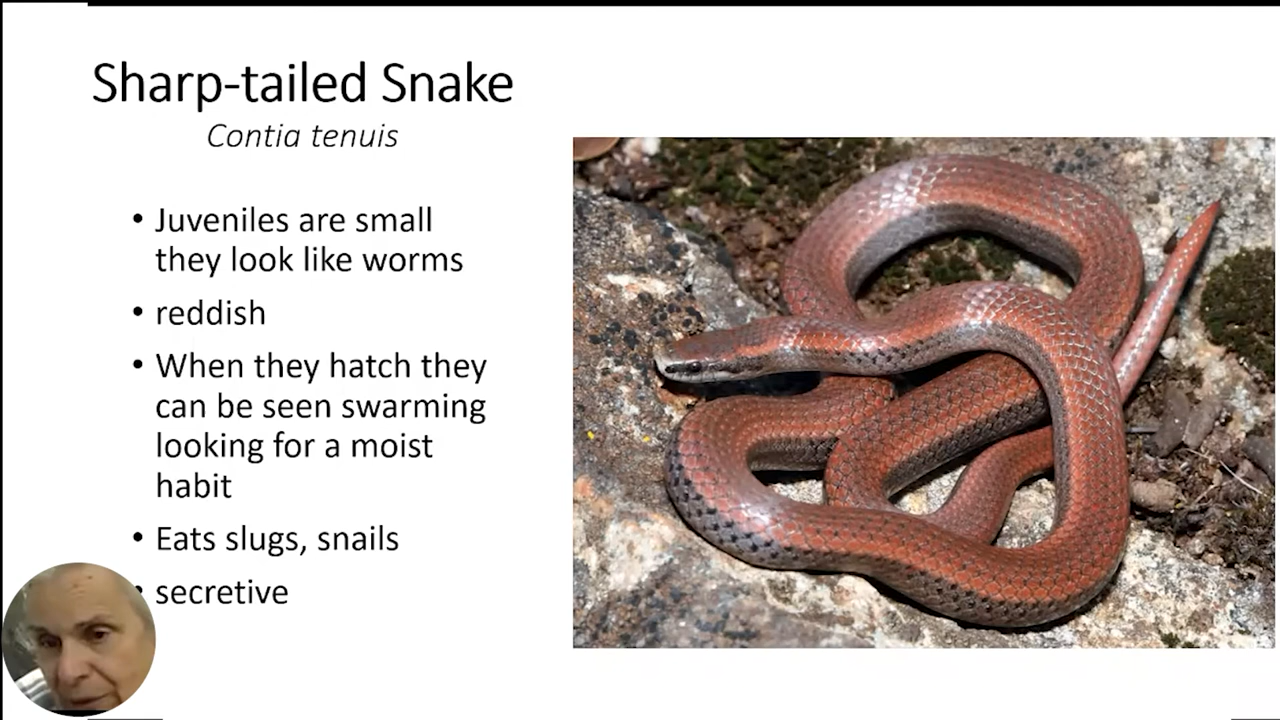 Sharp-tailed Snake
Contia tenuis
• Juveniles are small
they look like worms
• reddish
• When they hatch they
can be seen swarming
looking for a moist
habit
• Eats slugs, snails
• secretive